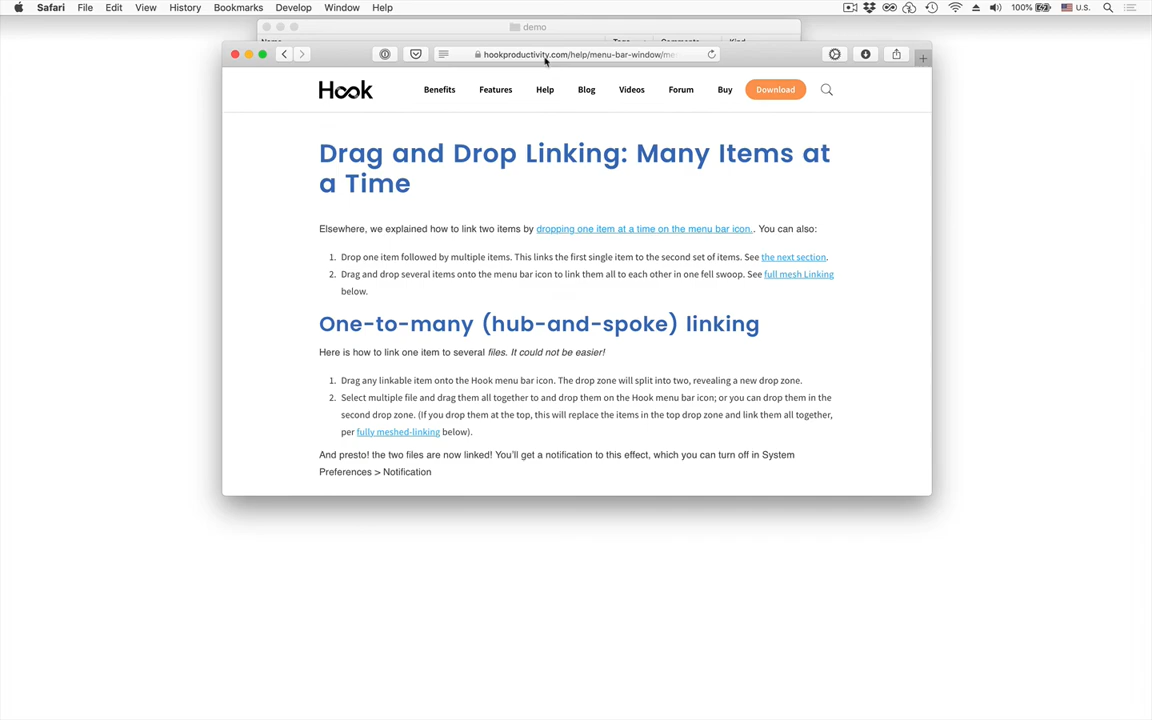 Safari File Edit View History Bookmarks Develop Window Help 100% U.S.
demo
hookproductivity.com/help/menu-bar-window/me
Hook Benefits Features Help Blog Videos Forum Buy Download
Drag and Drop Linking: Many Items at
a Time
Elsewhere, we explained how to link two items by dropping one item at a time on the menu bar icon.. You can also:
1. Drop one item followed by multiple items. This links the first single item to the second set of items. See the next section.
2. Drag and drop several items onto the menu bar icon to link them all to each other in one fell swoop. See full mesh Linking
below.
One-to-many (hub-and-spoke) linking
Here is how to link one item to several files. It could not be easier!
1. Drag any linkable item onto the Hook menu bar icon. The drop zone will split into two, revealing a new drop zone.
2. Select multiple file and drag them all together to and drop them on the Hook menu bar icon; or you can drop them in the
second drop zone. (If you drop them at the top, this will replace the items in the top drop zone and link them all together,
per fully meshed-linking below).
And presto! the two files are now linked! You'll get a notification to this effect, which you can turn off in System
Preferences > Notification